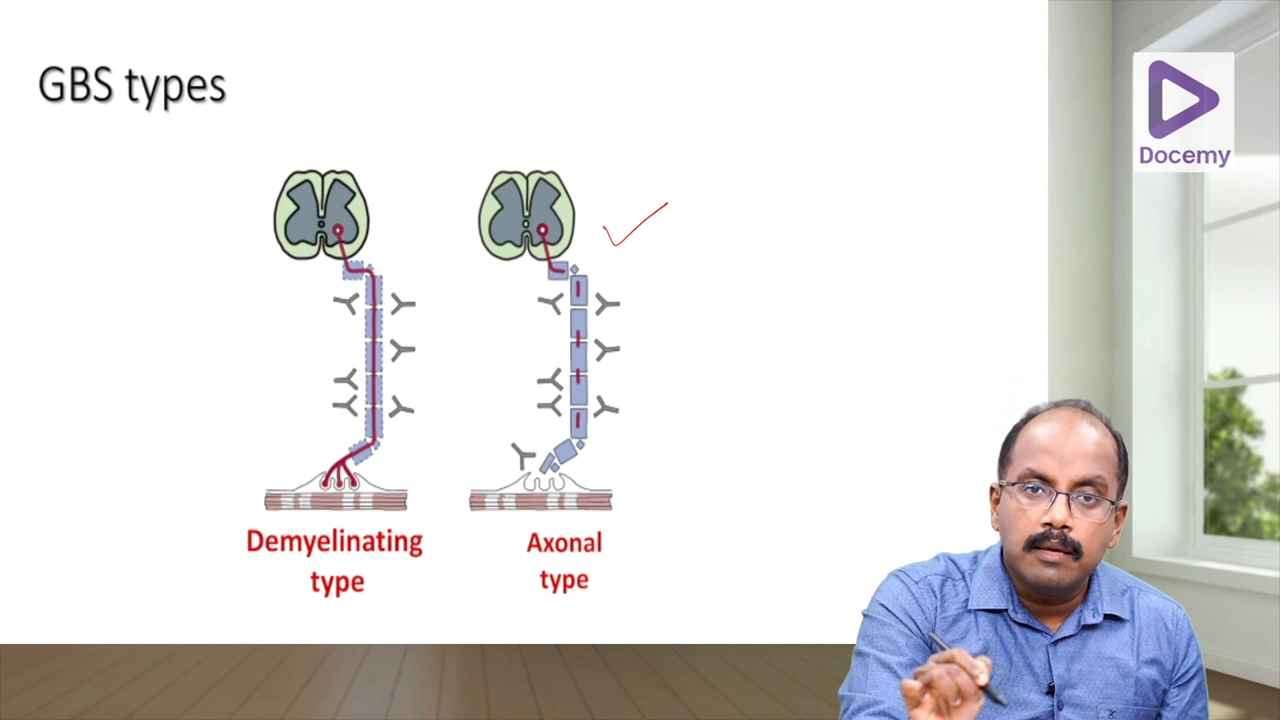 GBS types
Docemy
Demyelinating
type
Axonal
type